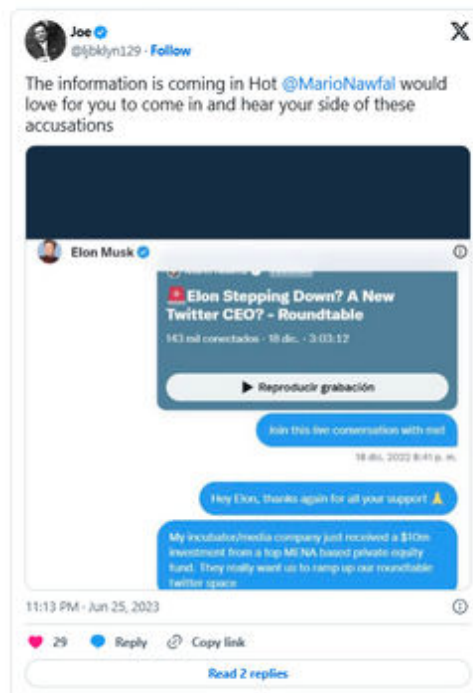 Joe
@ljbklyn129 · Follow
The information is coming in Hot @MarioNawfal would
love for you to come in and hear your side of these
accusations
Elon Musk
🚨Elon Stepping Down? A New
Twitter CEO? - Roundtable
143 mil conectados · 18 dic. · 3:03:12
▶ Reproducir grabación
Join this live conversation with me!
18 dic. 2022 8:41 p. m.
Hey Elon, thanks again for all your support 🙏
My incubator/media company just received a $10m
investment from a top MENA based private equity
fund. They really want us to ramp up our roundtable
twitter space
11:13 PM · Jun 25, 2023
29 Reply Copy link
Read 2 replies